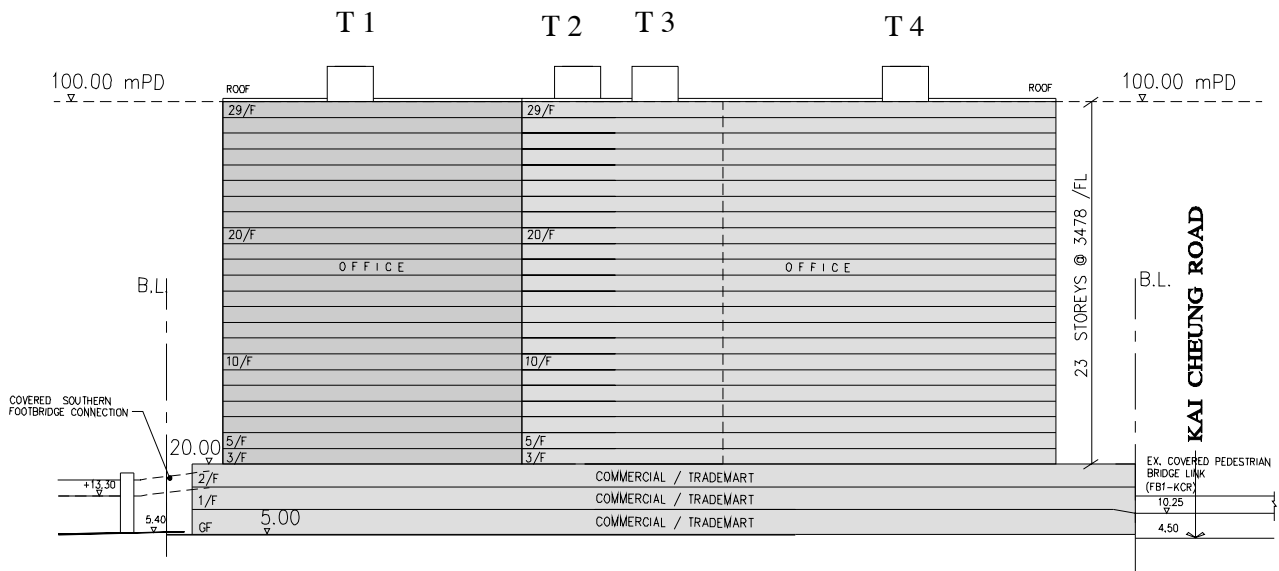 T 1 T 2 T 3 T 4
100.00 mPD 100.00 mPD
ROOF ROOF
29/F 29/F
20/F 20/F
OFFICE OFFICE
23 STOREYS @ 3478 /FL
KAI CHEUNG ROAD
B.L. B.L.
10/F 10/F
COVERED SOUTHERN
FOOTBRIDGE CONNECTION
5/F 5/F
20.00
3/F 3/F
2/F COMMERCIAL / TRADEMART
EX. COVERED PEDESTRIAN
BRIDGE LINK
(FB1-KCR)
+13.30
1/F COMMERCIAL / TRADEMART
10.25
5.40
GF 5.00 COMMERCIAL / TRADEMART
4.50